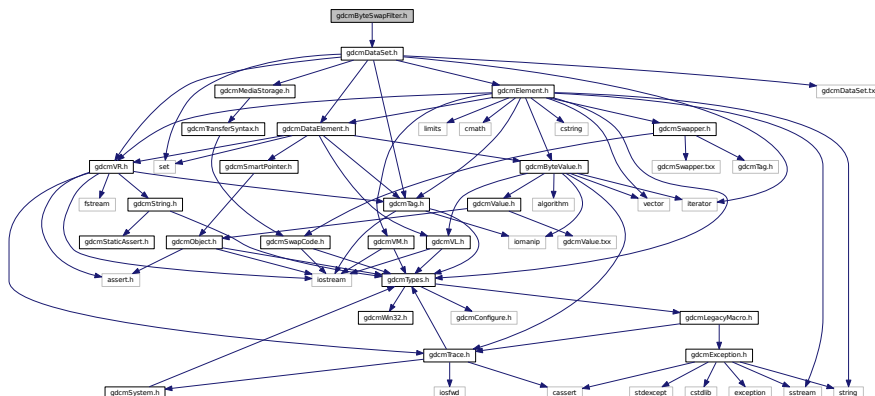 gdcmByteSwapFilter.h
gdcmDataSet.h
gdcmMediaStorage.h
gdcmElement.h
gdcmDataSet.tx
gdcmTransferSyntax.h
gdcmDataElement.h
limits
cmath
cstring
gdcmSwapper.h
gdcmVR.h
set
gdcmSmartPointer.h
gdcmByteValue.h
gdcmSwapper.txx
gdcmTag.h
fstream
gdcmString.h
gdcmTag.h
gdcmValue.h
algorithm
vector
iterator
gdcmStaticAssert.h
gdcmObject.h
gdcmSwapCode.h
gdcmVM.h
gdcmVL.h
iomanip
gdcmValue.txx
assert.h
iostream
gdcmTypes.h
gdcmWin32.h
gdcmConfigure.h
gdcmLegacyMacro.h
gdcmTrace.h
gdcmException.h
gdcmSystem.h
iosfwd
cassert
stdexcept
cstdlib
exception
sstream
string